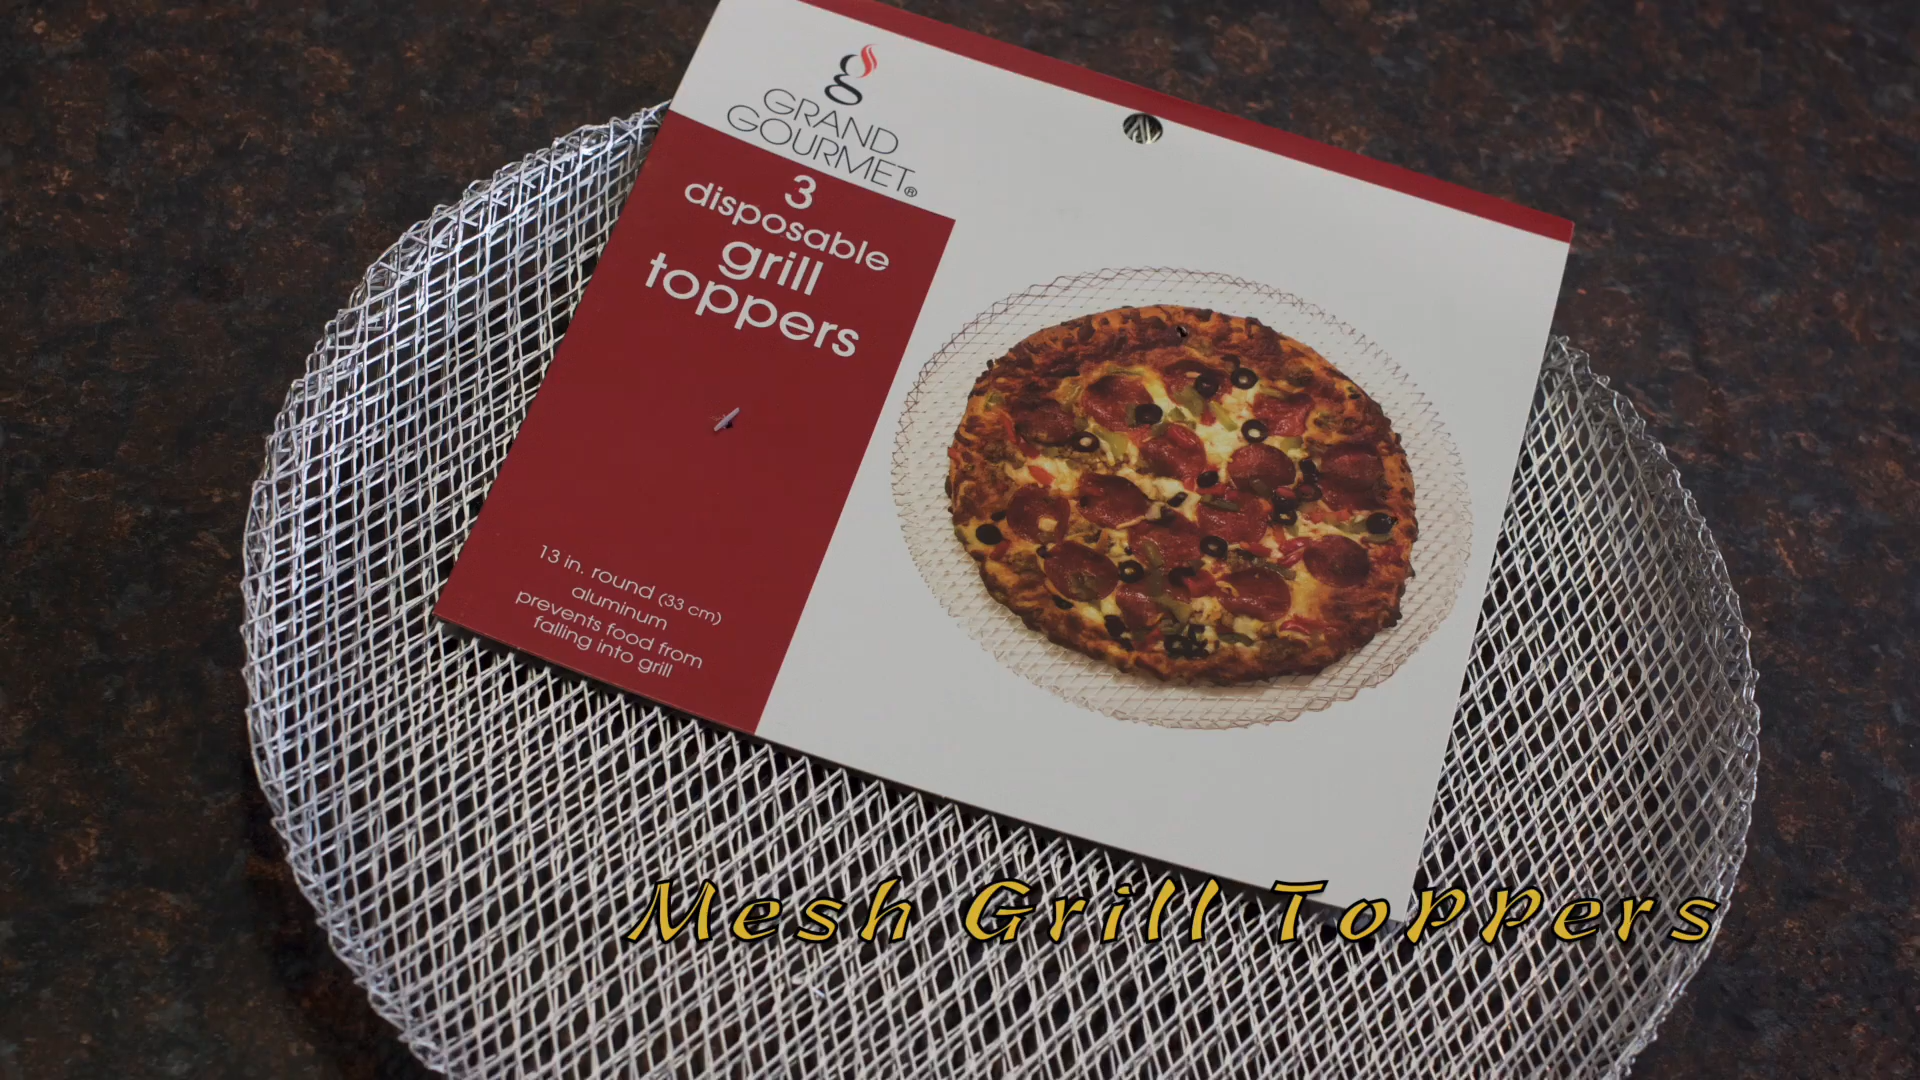 g
GRAND
GOURMET®
3
disposable
grill
toppers
13 in. round (33 cm)
aluminum
prevents food from
falling into grill
Mesh Grill Toppers